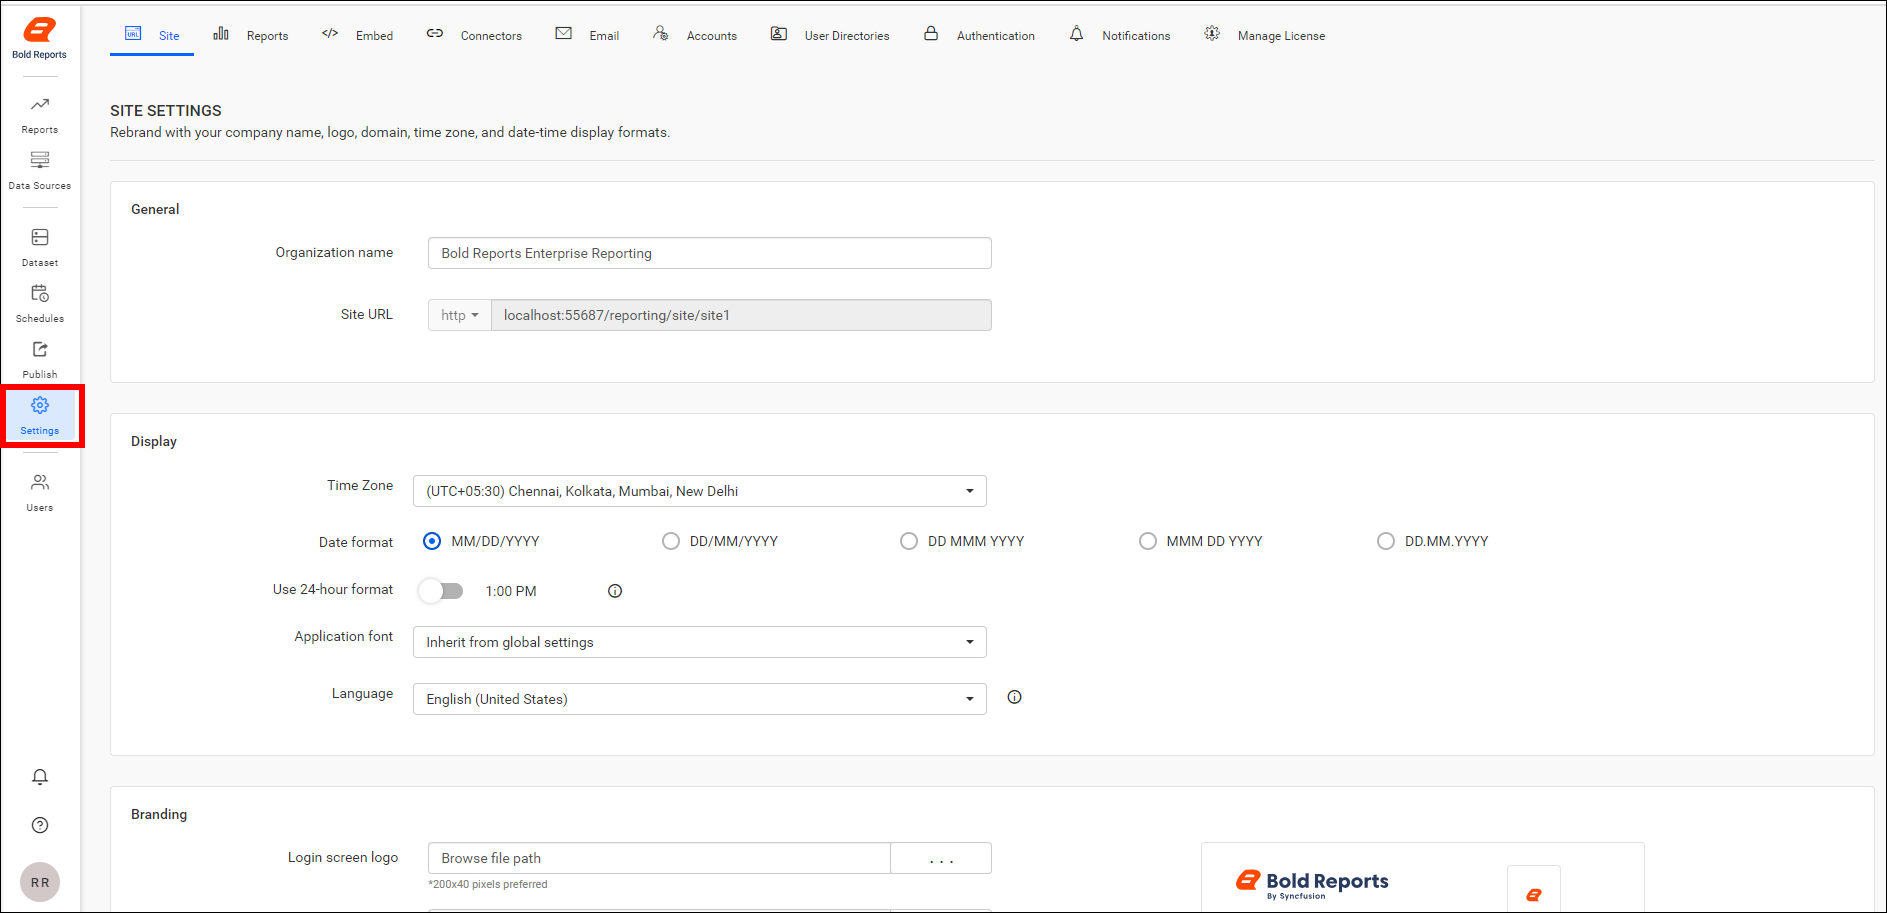 Bold Reports
Reports
Data Sources
Dataset
Schedules
Publish
Settings
Users
RR
URL Site Reports </> Embed Connectors Email Accounts User Directories Authentication Notifications Manage License
SITE SETTINGS
Rebrand with your company name, logo, domain, time zone, and date-time display formats.
General
Organization name Bold Reports Enterprise Reporting
Site URL http localhost:55687/reporting/site/site1
Display
Time Zone (UTC+05:30) Chennai, Kolkata, Mumbai, New Delhi
Date format MM/DD/YYYY DD/MM/YYYY DD MMM YYYY MMM DD YYYY DD.MM.YYYY
Use 24-hour format 1:00 PM
Application font Inherit from global settings
Language English (United States)
Branding
Login screen logo Browse file path ...
*200x40 pixels preferred
Bold Reports
By Syncfusion